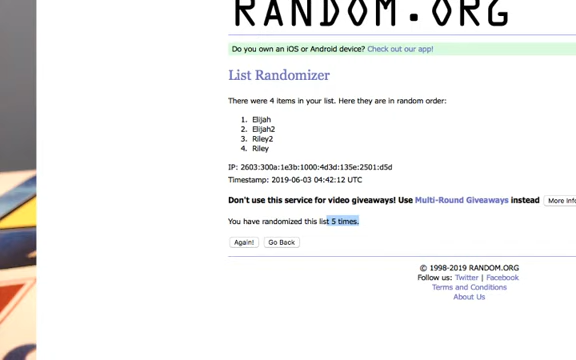 RANDOM.ORG
Do you own an iOS or Android device? Check out our app!
List Randomizer
There were 4 items in your list. Here they are in random order:
1. Elijah
2. Elijah2
3. Riley2
4. Riley
IP: 2603:300a:1e3b:1000:4d3d:135e:2501:d5d
Timestamp: 2019-06-03 04:42:12 UTC
Don't use this service for video giveaways! Use Multi-Round Giveaways instead More Info
You have randomized this list 5 times.
Again! Go Back
© 1998-2019 RANDOM.ORG
Follow us: Twitter | Facebook
Terms and Conditions
About Us